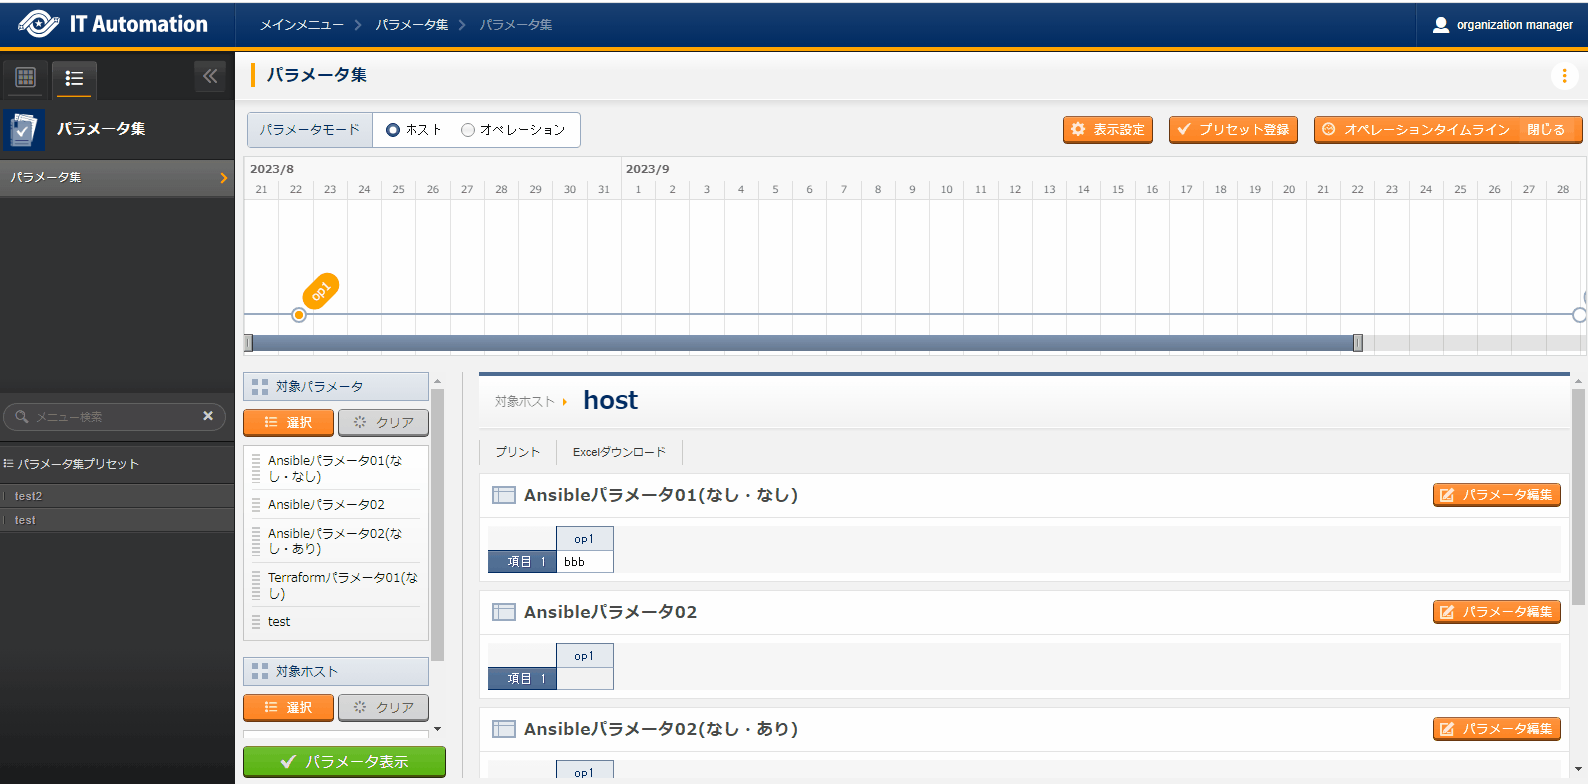 IT Automation
メインメニュー パラメータ集 パラメータ集
organization manager
パラメータ集
パラメータ集
メニュー検索
パラメータ集プリセット
test2
test
パラメータ集
パラメータモード ホスト オペレーション
表示設定 プリセット登録 オペレーションタイムライン 閉じる
2023/8 2023/9
21 22 23 24 25 26 27 28 29 30 31 1 2 3 4 5 6 7 8 9 10 11 12 13 14 15 16 17 18 19 20 21 22 23 24 25 26 27 28
op1
対象パラメータ
選択 クリア
Ansibleパラメータ01(な
し・なし)
Ansibleパラメータ02
Ansibleパラメータ02(な
し・あり)
Terraformパラメータ01(な
し)
test
対象ホスト
選択 クリア
パラメータ表示
対象ホスト host
プリント Excelダウンロード
Ansibleパラメータ01(なし・なし) パラメータ編集
op1
項目 1 bbb
Ansibleパラメータ02 パラメータ編集
op1
項目 1
Ansibleパラメータ02(なし・あり) パラメータ編集
op1